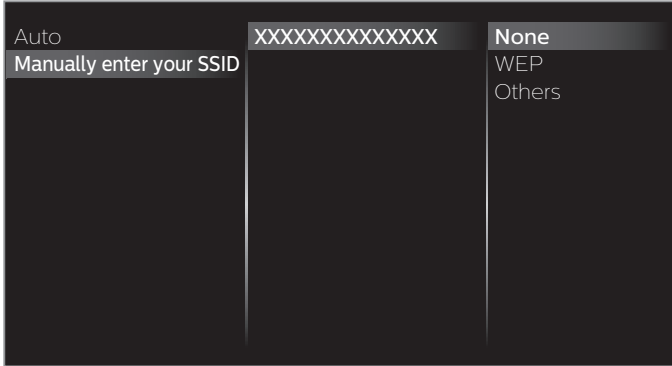 Auto
Manually enter your SSID
XXXXXXXXXXXXXX
None
WEP
Others